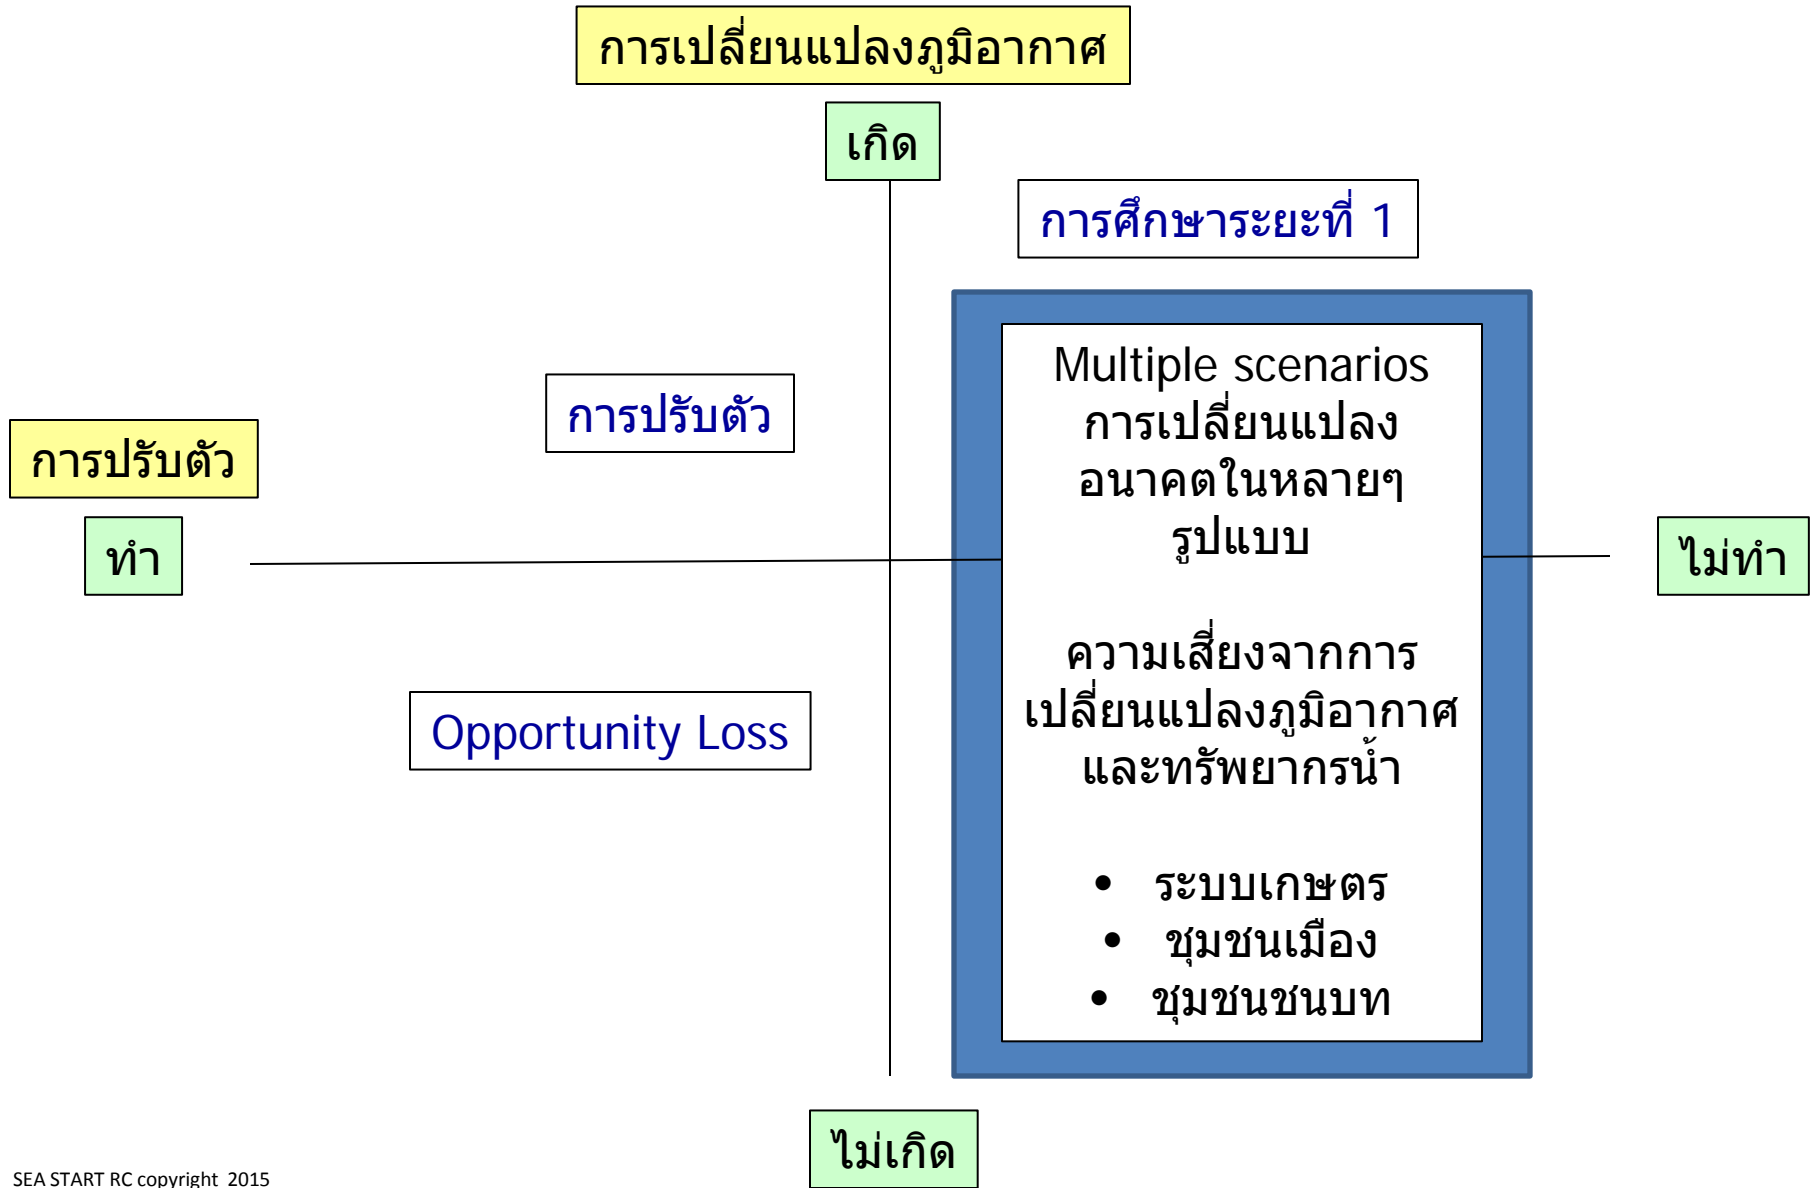 การเปลี่ยนแปลงภูมิอากาศ
เกิด
การศึกษาระยะที่ 1
Multiple scenarios
การเปลี่ยนแปลง
อนาคตในหลายๆ
รูปแบบ
การปรับตัว
การปรับตัว
ทำ
ไม่ทำ
ความเสี่ยงจากการ
เปลี่ยนแปลงภูมิอากาศ
และทรัพยากรน้ำ
Opportunity Loss
• ระบบเกษตร
• ชุมชนเมือง
• ชุมชนชนบท
ไม่เกิด
SEA START RC copyright 2015